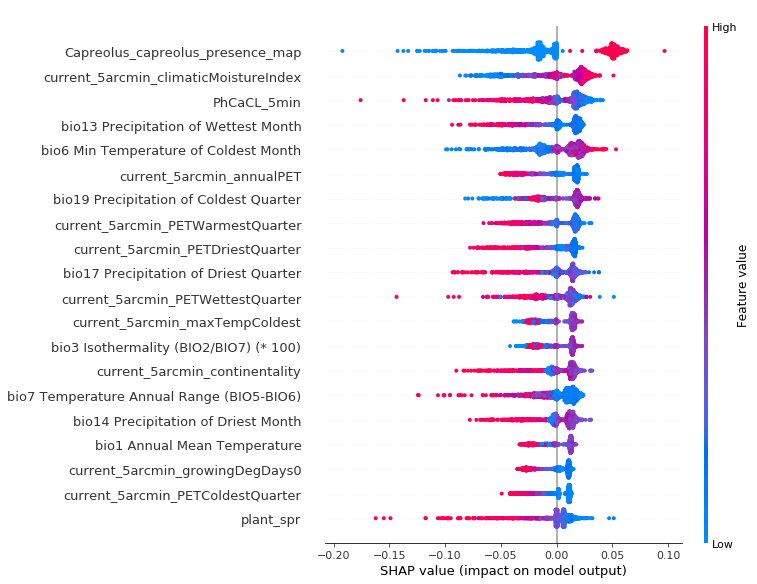 High
Capreolus_capreolus_presence_map
current_5arcmin_climaticMoistureIndex
PhCaCL_5min
bio13 Precipitation of Wettest Month
bio6 Min Temperature of Coldest Month
current_5arcmin_annualPET
bio19 Precipitation of Coldest Quarter
current_5arcmin_PETWarmestQuarter
current_5arcmin_PETDriestQuarter
bio17 Precipitation of Driest Quarter
current_5arcmin_PETWettestQuarter
current_5arcmin_maxTempColdest
bio3 Isothermality (BIO2/BIO7) (* 100)
current_5arcmin_continentality
bio7 Temperature Annual Range (BIO5-BIO6)
bio14 Precipitation of Driest Month
bio1 Annual Mean Temperature
current_5arcmin_growingDegDays0
current_5arcmin_PETColdestQuarter
plant_spr
Feature value
Low
−0.20 −0.15 −0.10 −0.05 0.00 0.05 0.10
SHAP value (impact on model output)